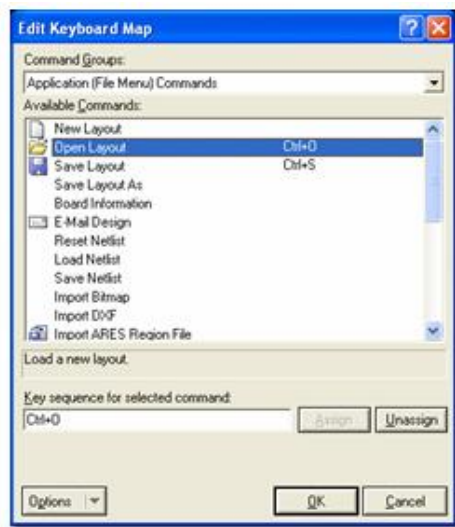 Edit Keyboard Map
Command Groups:
Application (File Menu) Commands
Available Commands:
New Layout
Open Layout Ctrl+O
Save Layout Ctrl+S
Save Layout As
Board Information
E-Mail Design
Reset Netlist
Load Netlist
Save Netlist
Import Bitmap
Import DXF
Import ARES Region File
Load a new layout.
Key sequence for selected command:
Ctrl+O Assign Unassign
Options OK Cancel